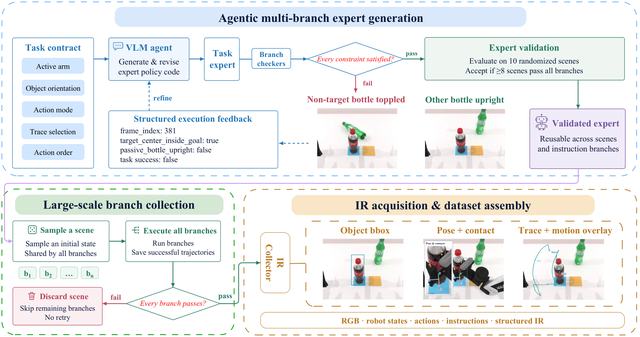 Agentic multi-branch expert generation
Task contract
Active arm
Object orientation
Action mode
Trace selection
Action order
VLM agent
Generate & revise
expert policy code
Task
expert
Branch
checkers
Every constraint satisfied?
pass
fail
Expert validation
Evaluate on 10 randomized scenes
Accept if ≥8 scenes pass all branches
refine
Structured execution feedback
frame_index: 381
target_center_inside_goal: true
passive_bottle_upright: false
task success: false
Non-target bottle toppled
Other bottle upright
Validated expert
Reusable across scenes
and instruction branches
Large-scale branch collection
Sample a scene
Sample an initial state
Shared by all branches
b1 b2 … bn
Execute all branches
Run branches
Save successful trajectories
Discard scene
Skip remaining branches
No retry
fail
Every branch passes?
pass
IR acquisition & dataset assembly
IR
Collector
Object bbox
Pose + contact
Trace + motion overlay
RGB · robot states · actions · instructions · structured IR